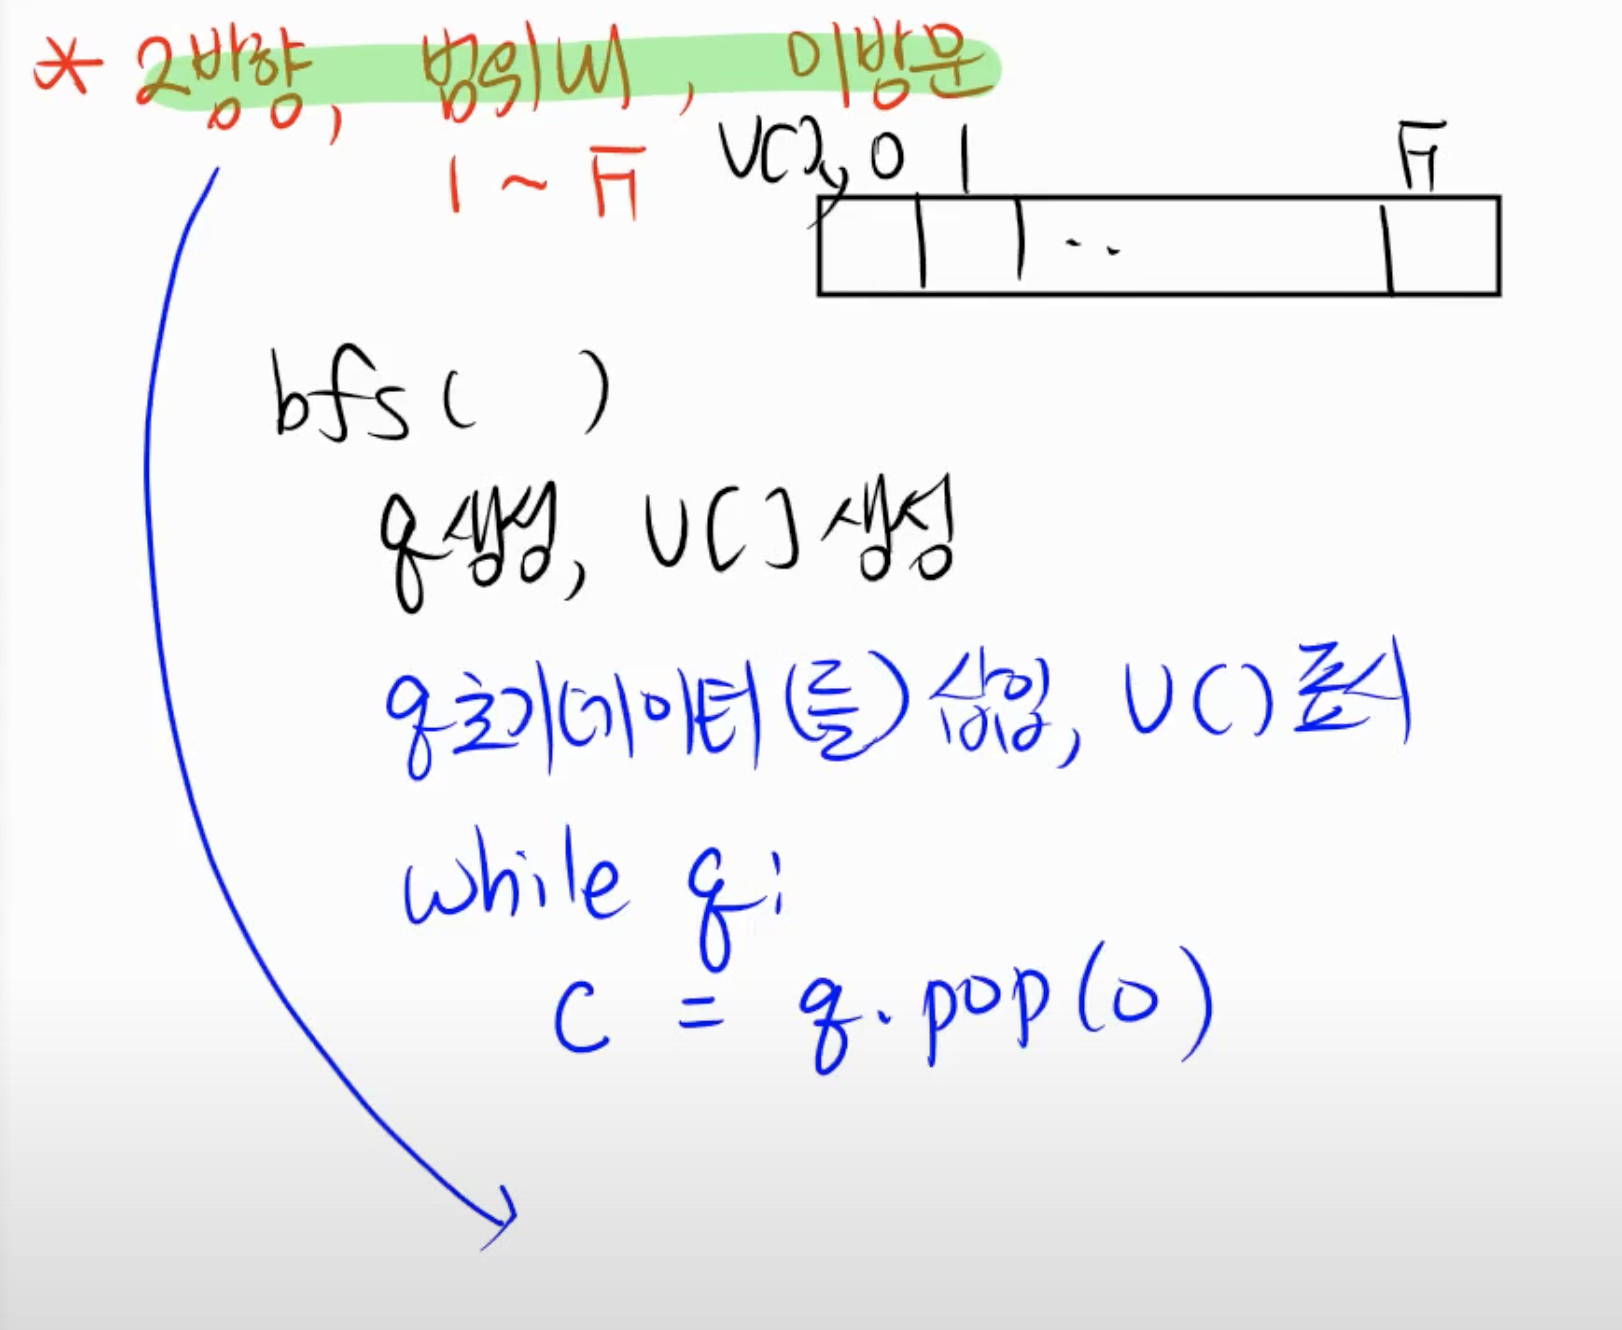 * 2방향, 범위내, 미방문
1 ~ F
v[], 0 1 F
bfs( )
q생성, v[]생성
q초기데이터(들)삽입, v[]표시
while q:
c = q.pop(0)